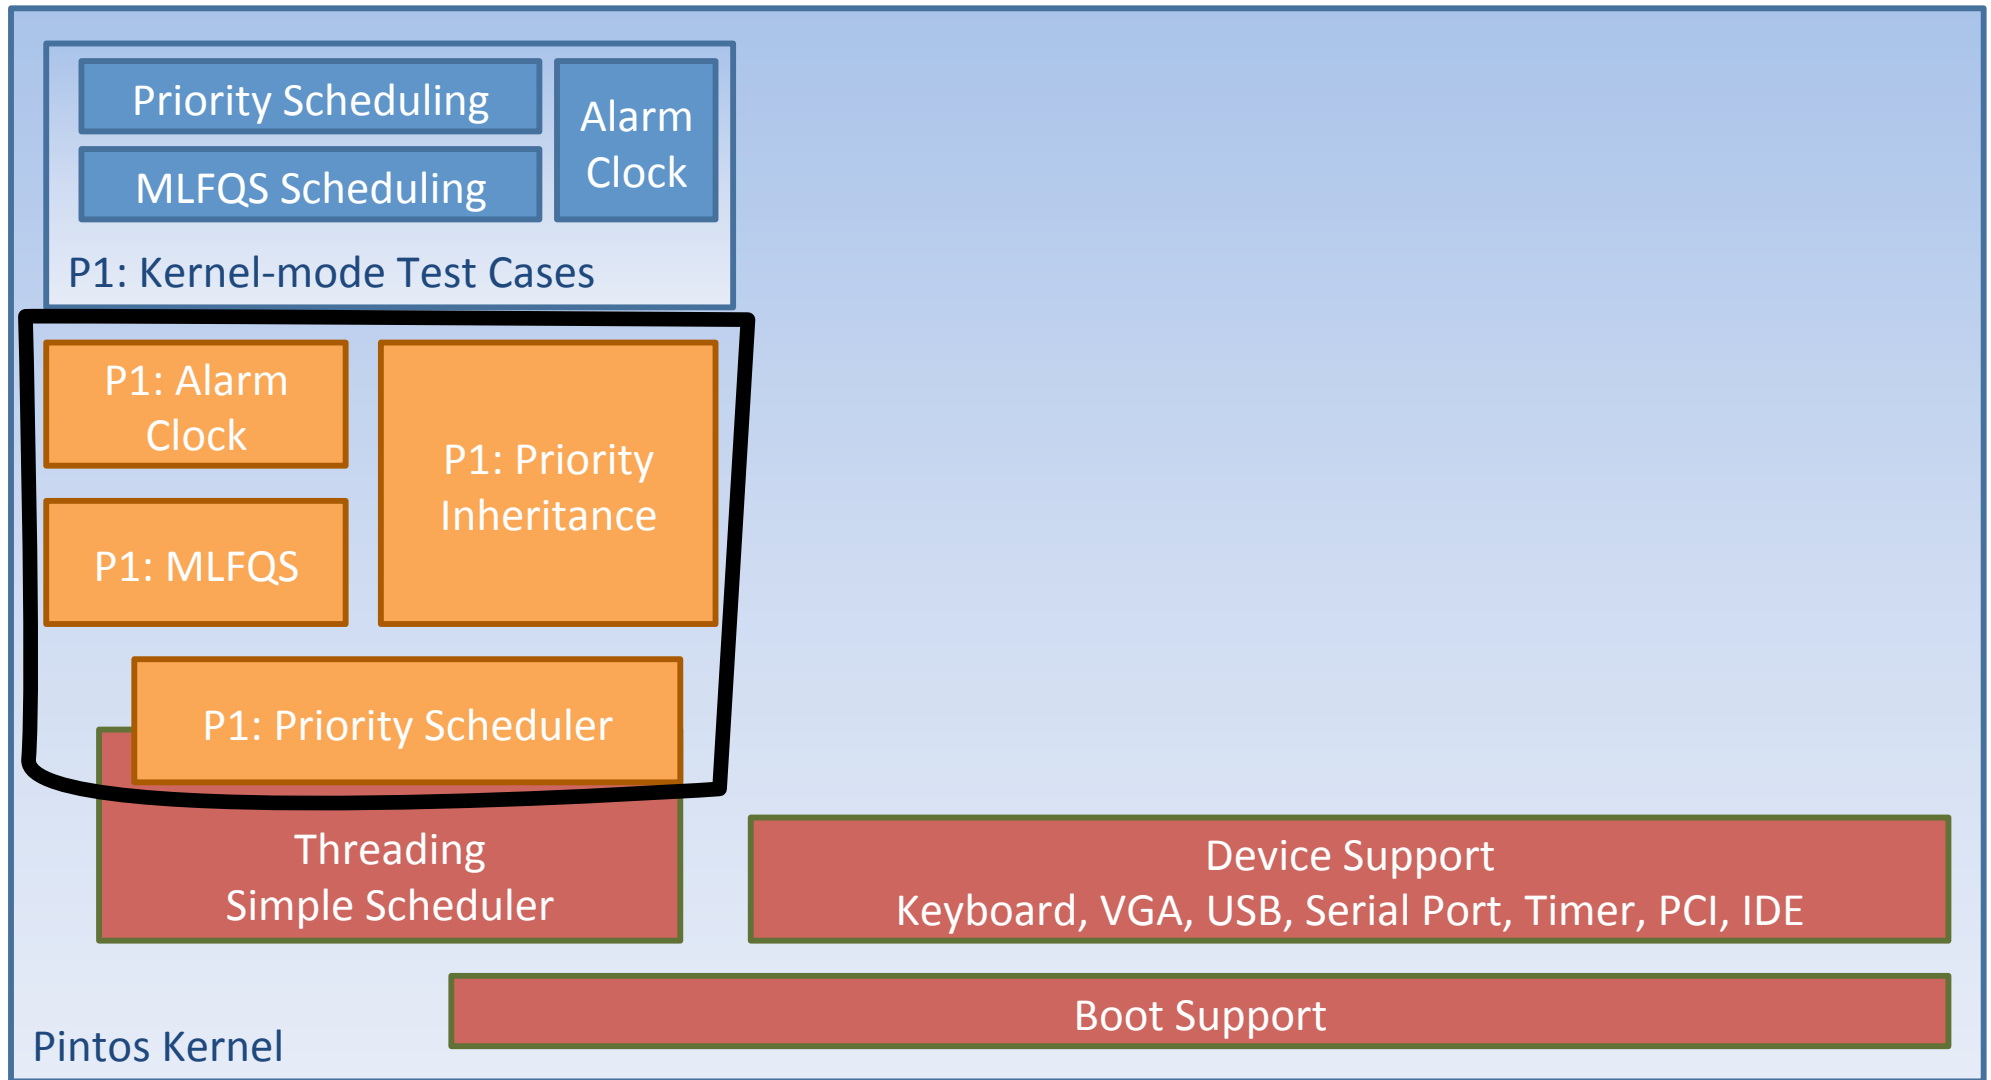 Priority Scheduling
MLFQS Scheduling
Alarm
Clock
P1: Kernel-mode Test Cases
P1: Alarm
Clock
P1: MLFQS
P1: Priority
Inheritance
P1: Priority Scheduler
Threading
Simple Scheduler
Device Support
Keyboard, VGA, USB, Serial Port, Timer, PCI, IDE
Boot Support
Pintos Kernel